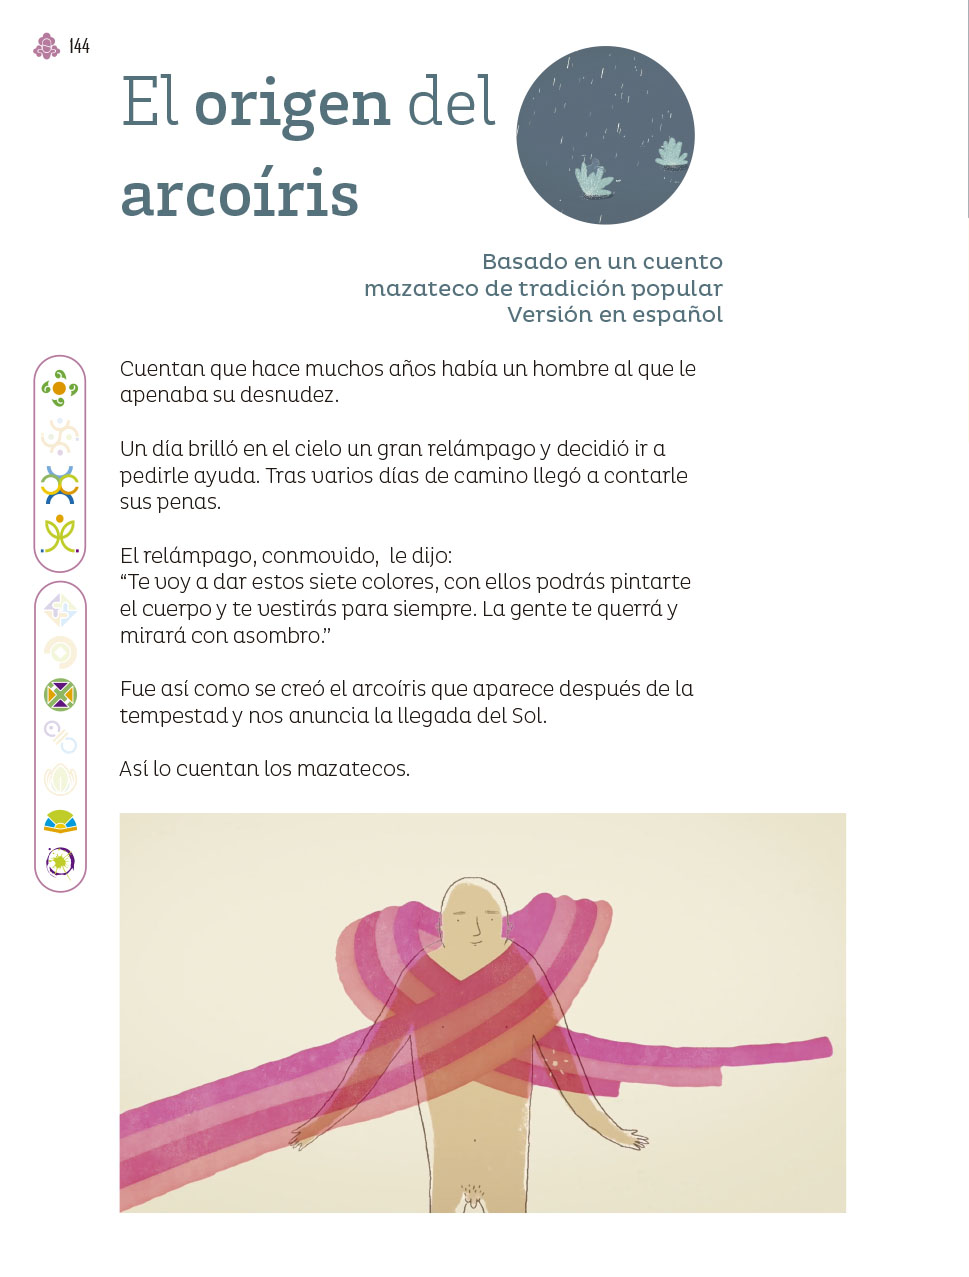 144
El origen del
arcoíris
Basado en un cuento
mazateco de tradición popular
Versión en español
Cuentan que hace muchos años había un hombre al que le
apenaba su desnudez.
Un día brilló en el cielo un gran relámpago y decidió ir a
pedirle ayuda. Tras varios días de camino llegó a contarle
sus penas.
El relámpago, conmovido,  le dijo:
“Te voy a dar estos siete colores, con ellos podrás pintarte
el cuerpo y te vestirás para siempre. La gente te querrá y
mirará con asombro.”
Fue así como se creó el arcoíris que aparece después de la
tempestad y nos anuncia la llegada del Sol.
Así lo cuentan los mazatecos.